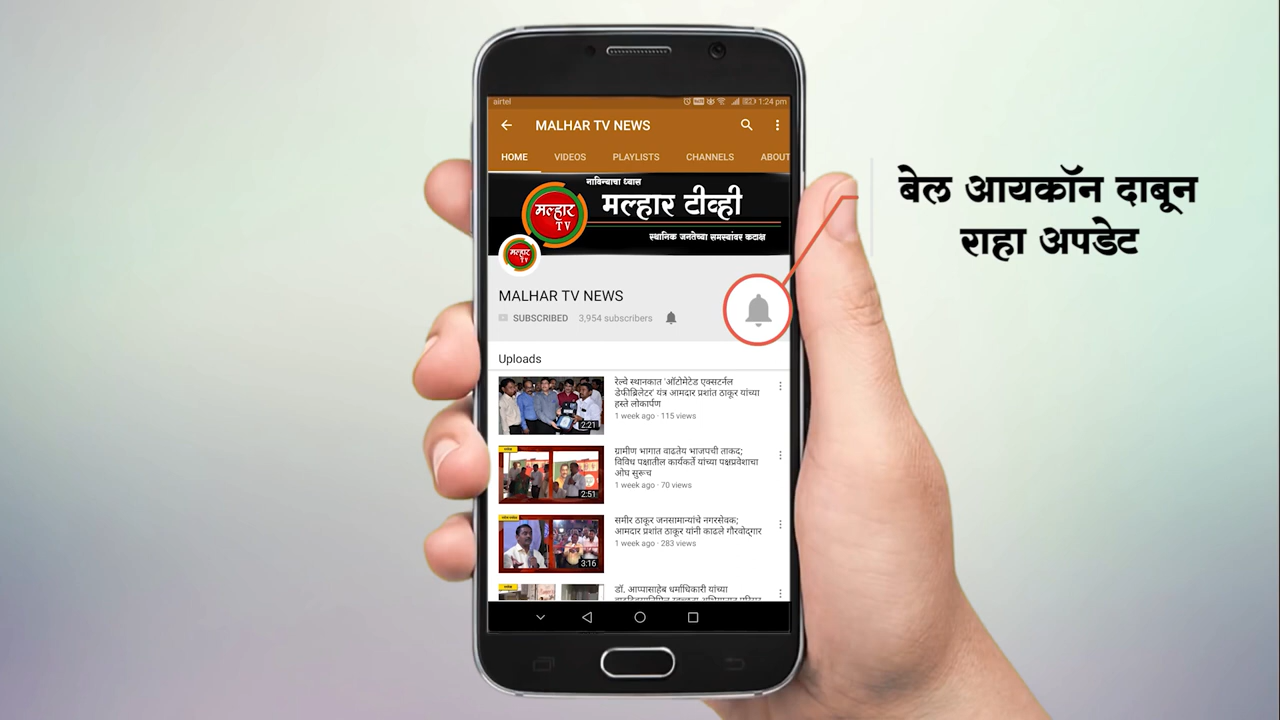 airtel
1:24 pm
MALHAR TV NEWS
HOME VIDEOS PLAYLISTS CHANNELS ABOUT
नाविन्याचा ध्यास
मल्हार टीव्ही
मल्हार
TV
स्थानिक जनतेच्या समस्यांवर कटाक्ष
मल्हार
TV
MALHAR TV NEWS
SUBSCRIBED 3,954 subscribers
बेल आयकॉन दाबून
राहा अपडेट
Uploads
रेल्वे स्थानकात 'ऑटोमेटेड एक्सटर्नल
डेफीब्रिलेटर' यंत्र आमदार प्रशांत ठाकूर यांच्या
हस्ते लोकार्पण
1 week ago · 115 views
2:21
ग्रामीण भागात वाढतेय भाजपची ताकद;
विविध पक्षातील कार्यकर्ते यांच्या पक्षप्रवेशाचा
ओघ सुरूच
1 week ago · 70 views
2:51
समीर ठाकूर जनसामान्यांचे नगरसेवक;
आमदार प्रशांत ठाकूर यांनी काढले गौरवोद्गार
1 week ago · 283 views
3:16
डॉ. आप्पासाहेब धर्माधिकारी यांच्या